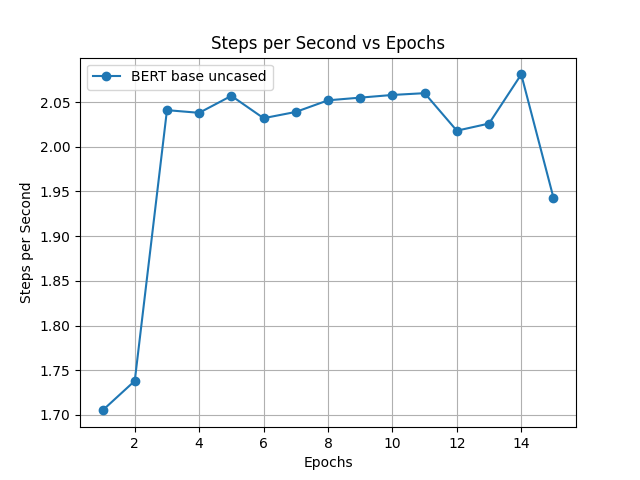 Steps per Second vs Epochs
BERT base uncased
2.05
2.00
1.95
1.90
1.85
1.80
1.75
1.70
Steps per Second
2 4 6 8 10 12 14
Epochs